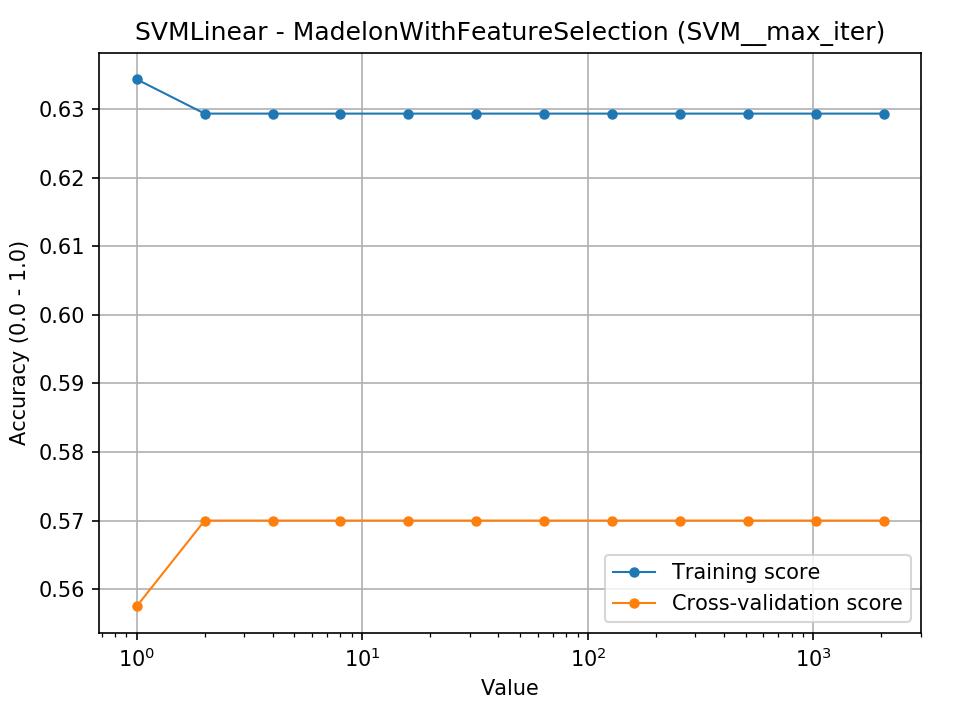 SVMLinear - MadelonWithFeatureSelection (SVM__max_iter)
Accuracy (0.0 - 1.0)
0.63
0.62
0.61
0.60
0.59
0.58
0.57
0.56
Training score
Cross-validation score
10⁰ 10¹ 10² 10³
Value